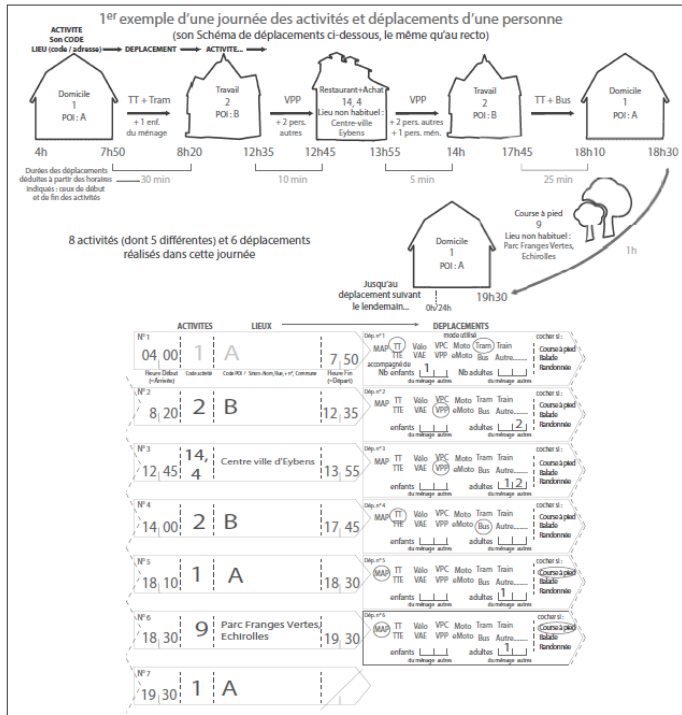 1er exemple d'une journée des activités et déplacements d'une personne
(son Schéma de déplacements ci-dessous, le même qu'au recto)
ACTIVITE
Son CODE
LIEU (code / adresse)
DEPLACEMENT
ACTIVITE...
Domicile
1
POI : A
TT + Tram
+ 1 enf.
du ménage
Travail
2
POI : B
VPP
+ 2 pers.
autres
Restaurant+Achat
14, 4
Lieu non habituel :
Centre-ville
Eybens
VPP
+ 2 pers. autres
+ 1 pers. mén.
Travail
2
POI : B
TT + Bus
Domicile
1
POI : A
4h 7h50 8h20 12h35 12h45 13h55 14h 17h45 18h10 18h30
Durées des déplacements
déduites à partir des horaires
indiqués : ceux de début
et de fin des activités
30 min 10 min 5 min 25 min
Course à pied
9
Lieu non habituel :
Parc Franges Vertes,
Echirolles
1h
8 activités (dont 5 différentes) et 6 déplacements
réalisés dans cette journée
Domicile
1
POI : A
19h30
Jusqu'au
déplacement suivant
le lendemain...
0h/24h
ACTIVITES LIEUX DEPLACEMENTS
N° 1
04 00 1 A 7 50
Heure Début
(=Arrivée)
Code activité
Heure Fin
(=Départ)
Dép. n° 1
mode utilisé
cocher si :
MAP TT Vélo VPC Moto Tram Train
TTE VAE VPP eMoto Bus Autre......
Course à pied
Balade
Randonnée
accompagné de
Nb enfants 1 Nb adultes
du ménage autres du ménage autres
N° 2
8 20 2 B 12 35
Dép. n° 2
cocher si :
MAP TT Vélo VPC Moto Tram Train
TTE VAE VPP eMoto Bus Autre......
Course à pied
Balade
Randonnée
enfants adultes 2
du ménage autres du ménage autres
N° 3
12 45 14, 4 Centre ville d'Eybens 13 55
Dép. n° 3
cocher si :
MAP TT Vélo VPC Moto Tram Train
TTE VAE VPP eMoto Bus Autre......
Course à pied
Balade
Randonnée
enfants adultes 1 2
du ménage autres du ménage autres
N° 4
14 00 2 B 17 45
Dép. n° 4
cocher si :
MAP TT Vélo VPC Moto Tram Train
TTE VAE VPP eMoto Bus Autre......
Course à pied
Balade
Randonnée
enfants adultes
du ménage autres du ménage autres
N° 5
18 10 1 A 18 30
Dép. n° 5
cocher si :
MAP TT Vélo VPC Moto Tram Train
TTE VAE VPP eMoto Bus Autre......
Course à pied
Balade
Randonnée
enfants adultes 1
du ménage autres du ménage autres
N° 6
18 30 9 Parc Franges Vertes, Echirolles 19 30
Dép. n° 6
cocher si :
MAP TT Vélo VPC Moto Tram Train
TTE VAE VPP eMoto Bus Autre......
Course à pied
Balade
Randonnée
enfants adultes 1
du ménage autres du ménage autres
N° 7
19 30 1 A